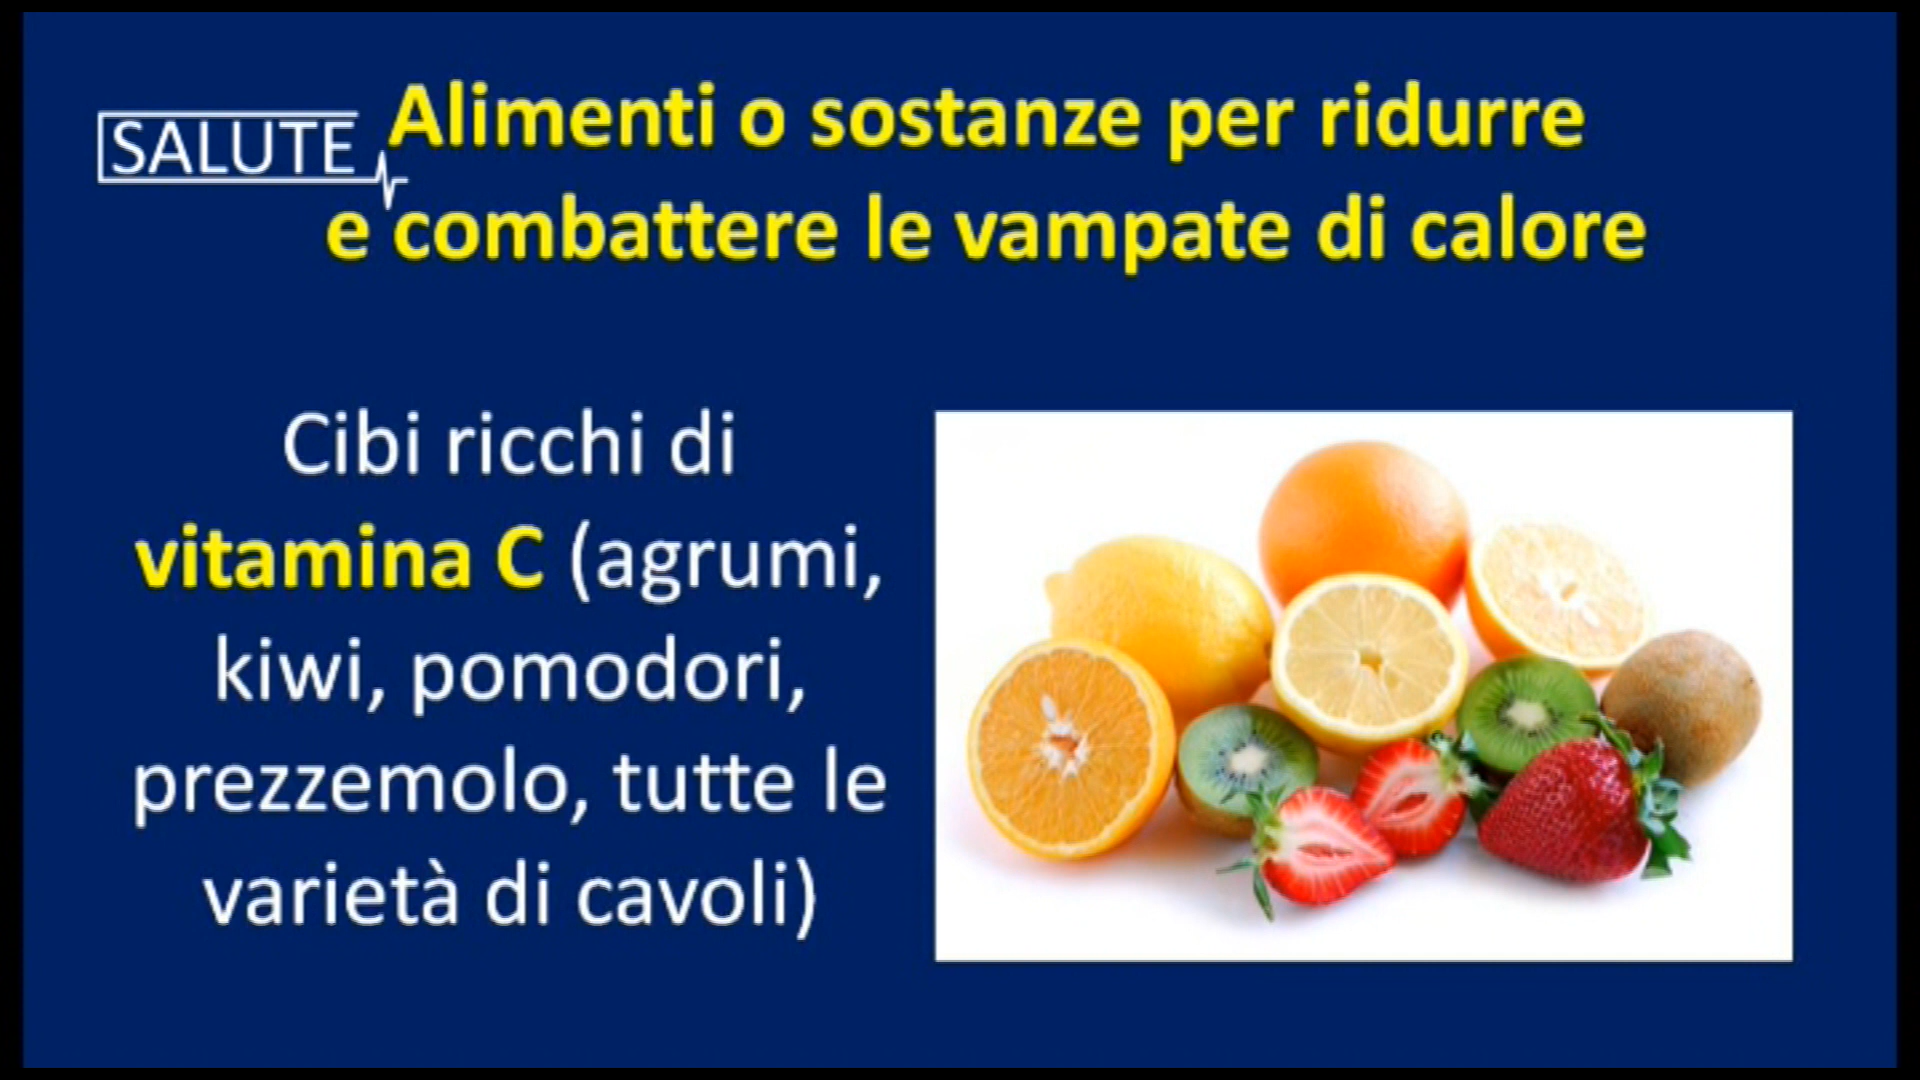 SALUTE
Alimenti o sostanze per ridurre
e combattere le vampate di calore
Cibi ricchi di
vitamina C (agrumi,
kiwi, pomodori,
prezzemolo, tutte le
varietà di cavoli)